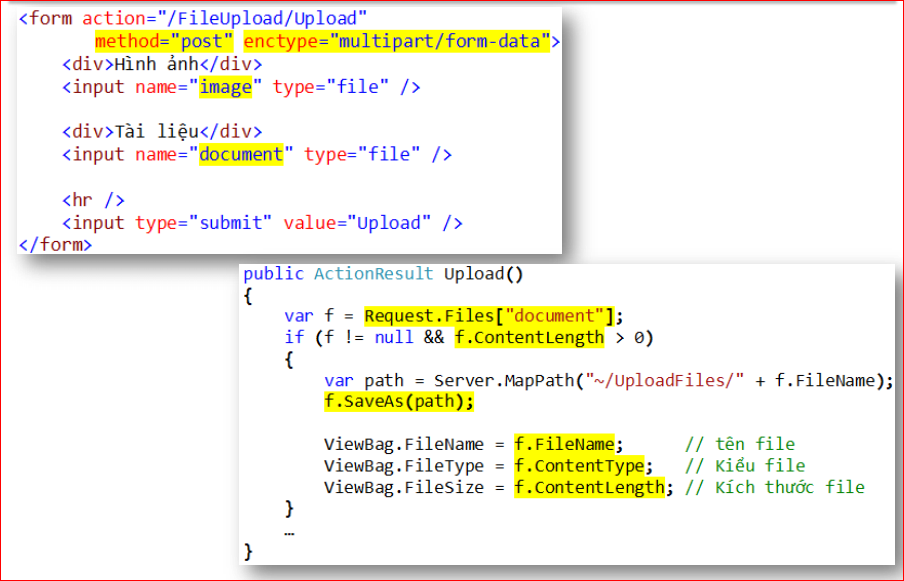 <form action="/FileUpload/Upload"
method="post" enctype="multipart/form-data">
<div>Hình ảnh</div>
<input name="image" type="file" />
<div>Tài liệu</div>
<input name="document" type="file" />
<hr />
<input type="submit" value="Upload" />
</form>
public ActionResult Upload()
{
var f = Request.Files["document"];
if (f != null && f.ContentLength > 0)
{
var path = Server.MapPath("~/UploadFiles/" + f.FileName);
f.SaveAs(path);
ViewBag.FileName = f.FileName; // tên file
ViewBag.FileType = f.ContentType; // Kiểu file
ViewBag.FileSize = f.ContentLength; // Kích thước file
}
…
}